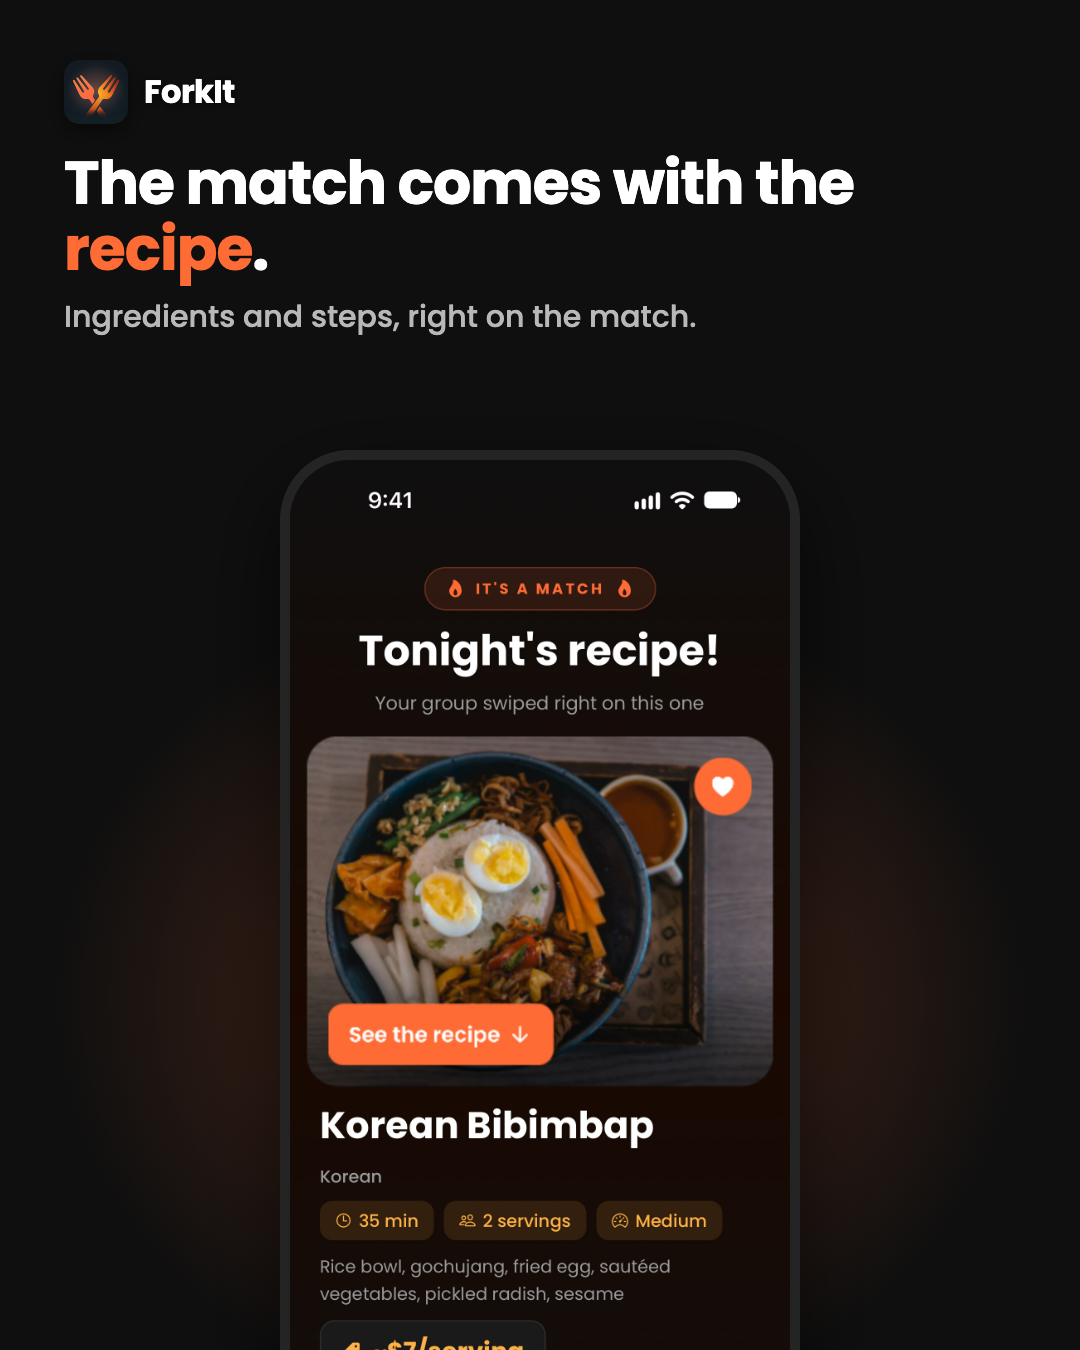 ForkIt
The match comes with the
recipe.
Ingredients and steps, right on the match.
9:41
IT'S A MATCH
Tonight's recipe!
Your group swiped right on this one
See the recipe ↓
Korean Bibimbap
Korean
35 min 2 servings Medium
Rice bowl, gochujang, fried egg, sautéed
vegetables, pickled radish, sesame
~$7/serving